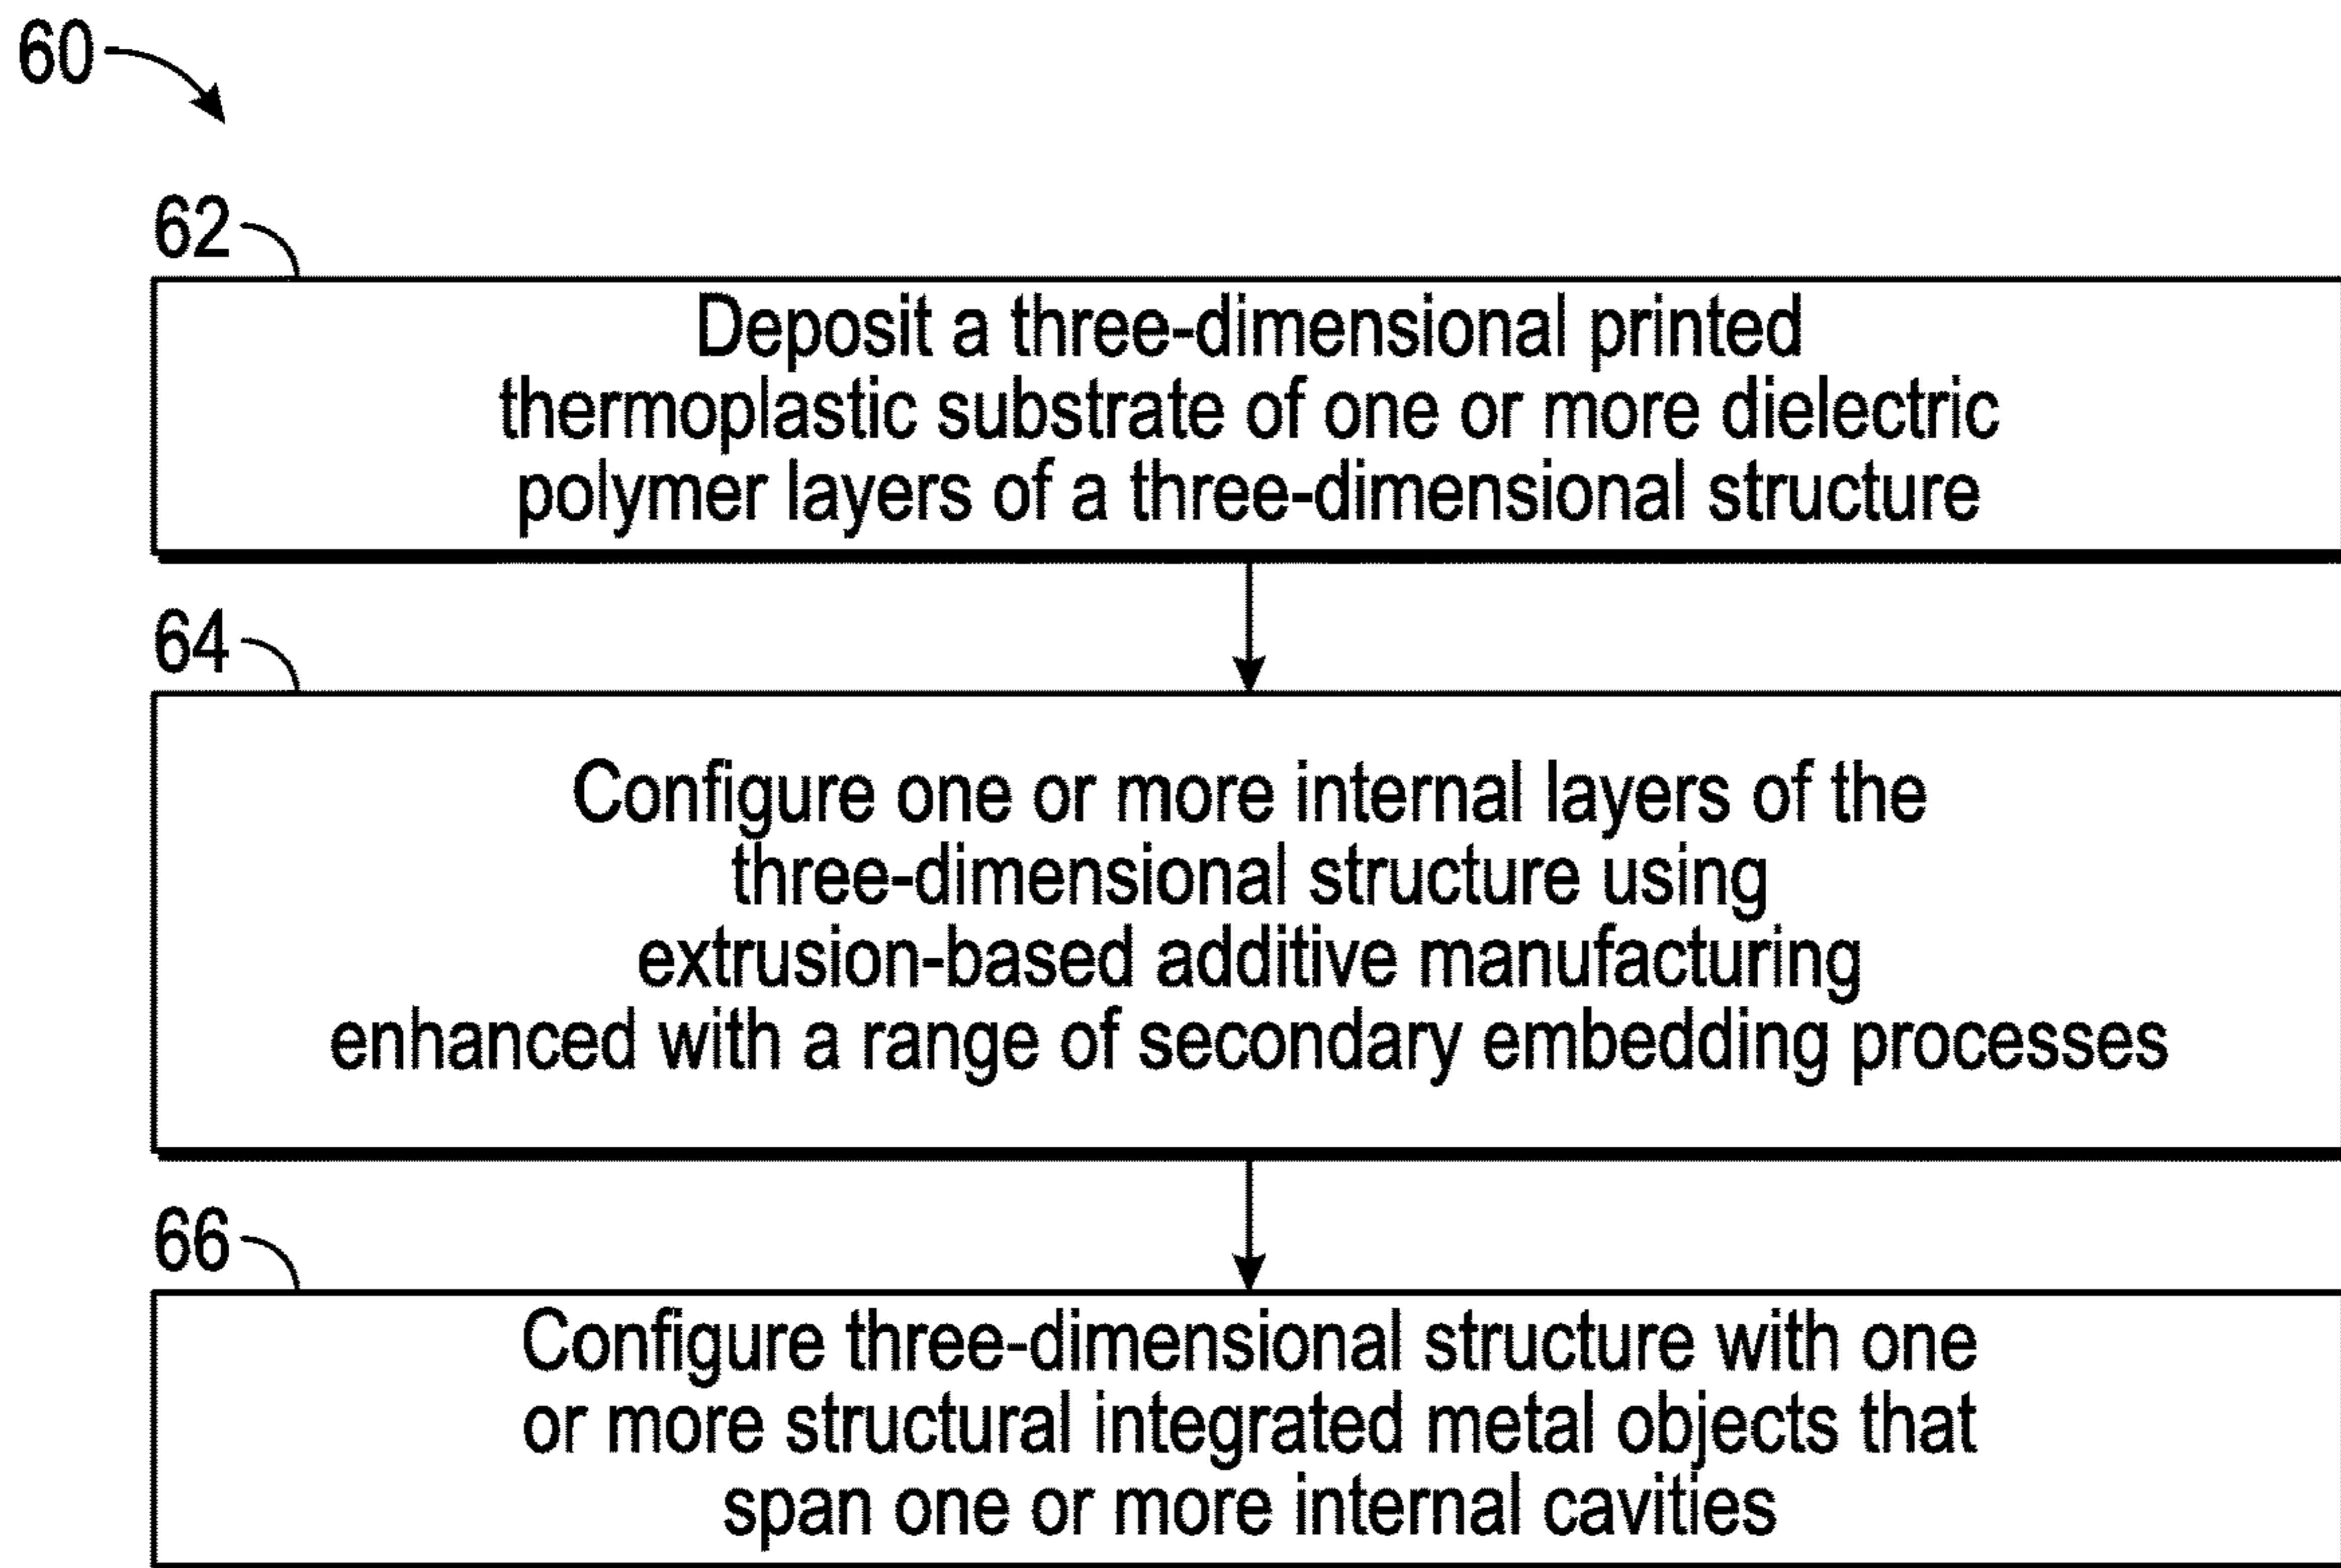 60
62
Deposit a three-dimensional printed
thermoplastic substrate of one or more dielectric
polymer layers of a three-dimensional structure
64
Configure one or more internal layers of the
three-dimensional structure using
extrusion-based additive manufacturing
enhanced with a range of secondary embedding processes
66
Configure three-dimensional structure with one
or more structural integrated metal objects that
span one or more internal cavities